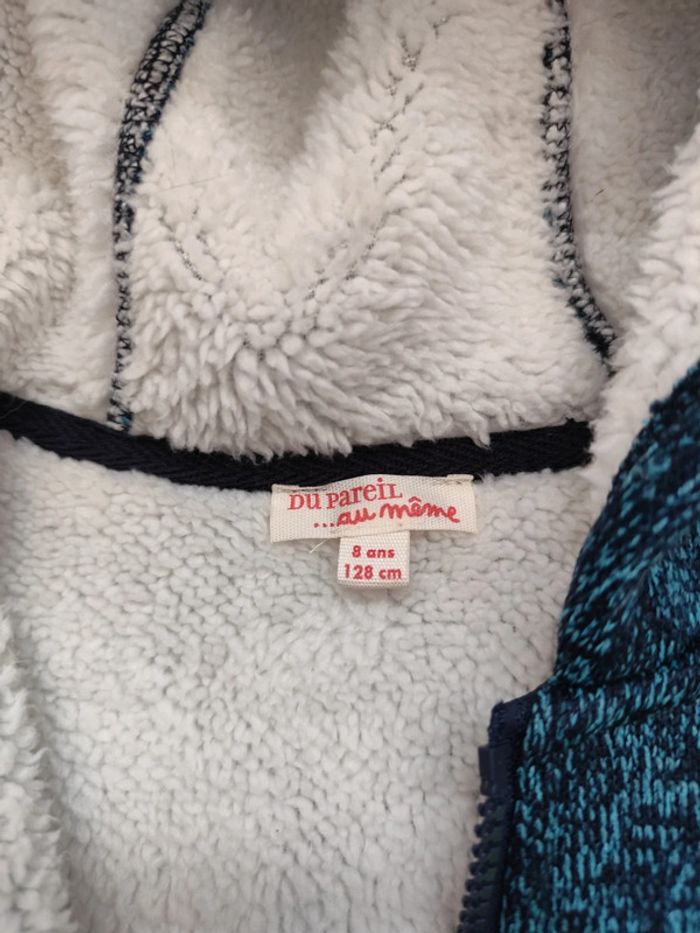 DU PAREIL
...au même
8 ans
128 cm